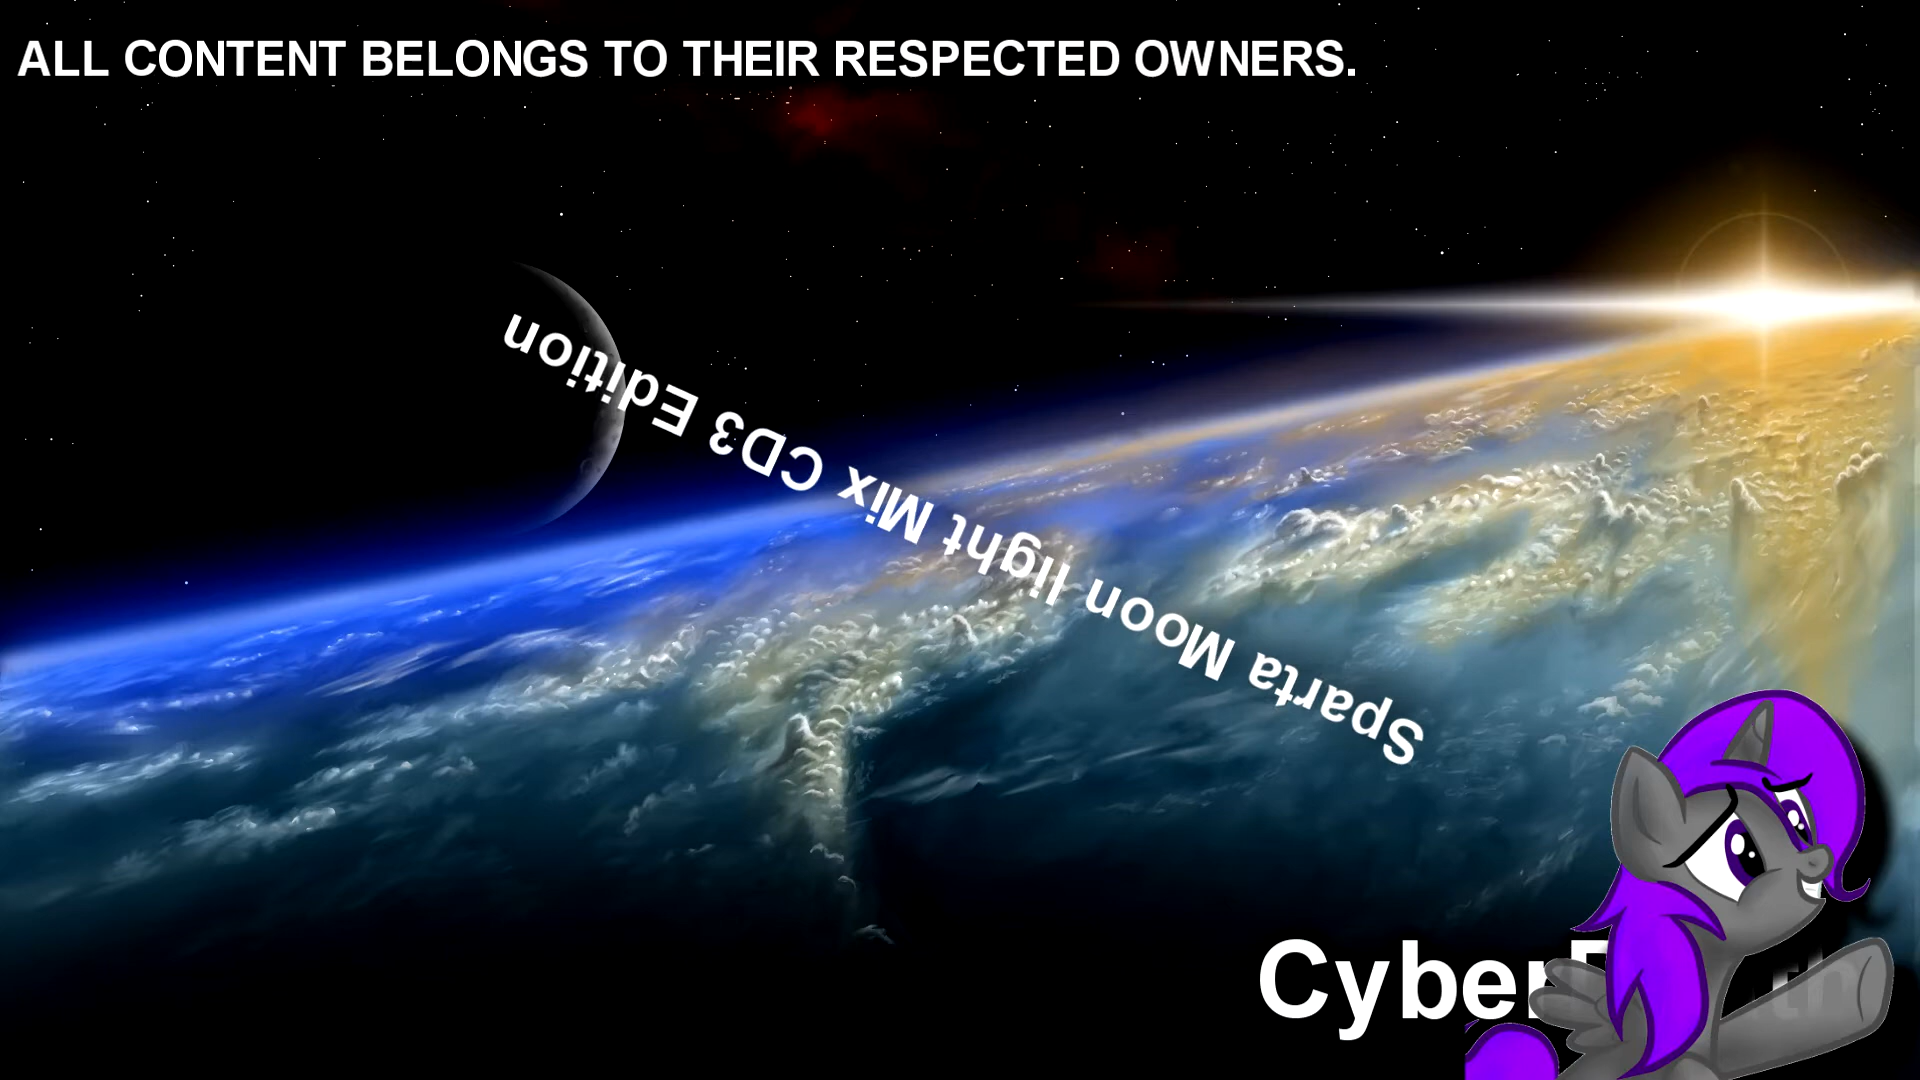 ALL CONTENT BELONGS TO THEIR RESPECTED OWNERS.
Sparta Moon light Mix CD3 Edition